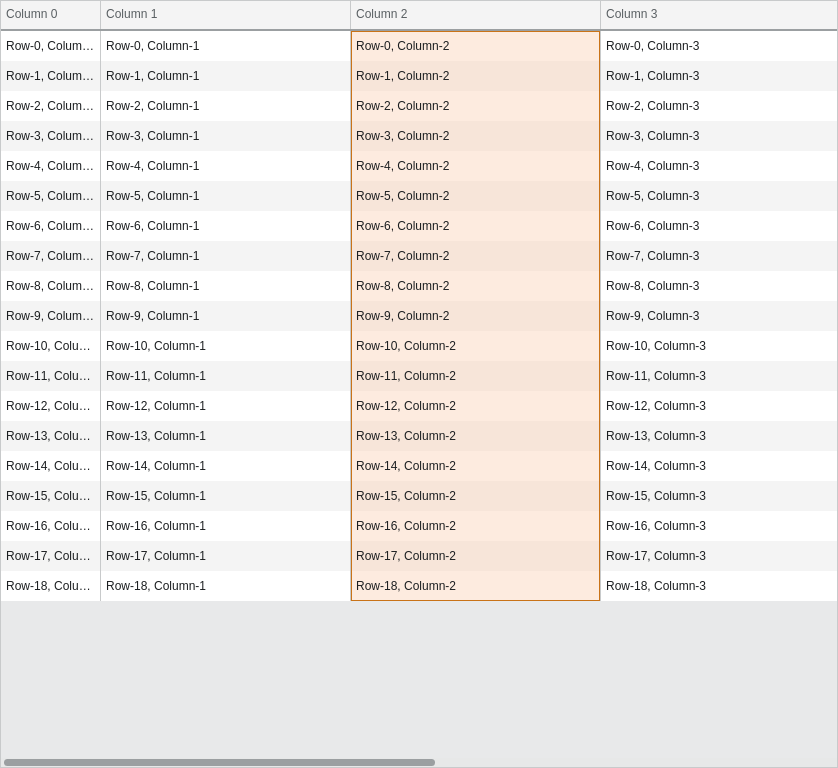 Column 0 Column 1 Column 2 Column 3
Row-0, Colum… Row-0, Column-1 Row-0, Column-2 Row-0, Column-3
Row-1, Colum… Row-1, Column-1 Row-1, Column-2 Row-1, Column-3
Row-2, Colum… Row-2, Column-1 Row-2, Column-2 Row-2, Column-3
Row-3, Colum… Row-3, Column-1 Row-3, Column-2 Row-3, Column-3
Row-4, Colum… Row-4, Column-1 Row-4, Column-2 Row-4, Column-3
Row-5, Colum… Row-5, Column-1 Row-5, Column-2 Row-5, Column-3
Row-6, Colum… Row-6, Column-1 Row-6, Column-2 Row-6, Column-3
Row-7, Colum… Row-7, Column-1 Row-7, Column-2 Row-7, Column-3
Row-8, Colum… Row-8, Column-1 Row-8, Column-2 Row-8, Column-3
Row-9, Colum… Row-9, Column-1 Row-9, Column-2 Row-9, Column-3
Row-10, Colu… Row-10, Column-1 Row-10, Column-2 Row-10, Column-3
Row-11, Colu… Row-11, Column-1 Row-11, Column-2 Row-11, Column-3
Row-12, Colu… Row-12, Column-1 Row-12, Column-2 Row-12, Column-3
Row-13, Colu… Row-13, Column-1 Row-13, Column-2 Row-13, Column-3
Row-14, Colu… Row-14, Column-1 Row-14, Column-2 Row-14, Column-3
Row-15, Colu… Row-15, Column-1 Row-15, Column-2 Row-15, Column-3
Row-16, Colu… Row-16, Column-1 Row-16, Column-2 Row-16, Column-3
Row-17, Colu… Row-17, Column-1 Row-17, Column-2 Row-17, Column-3
Row-18, Colu… Row-18, Column-1 Row-18, Column-2 Row-18, Column-3